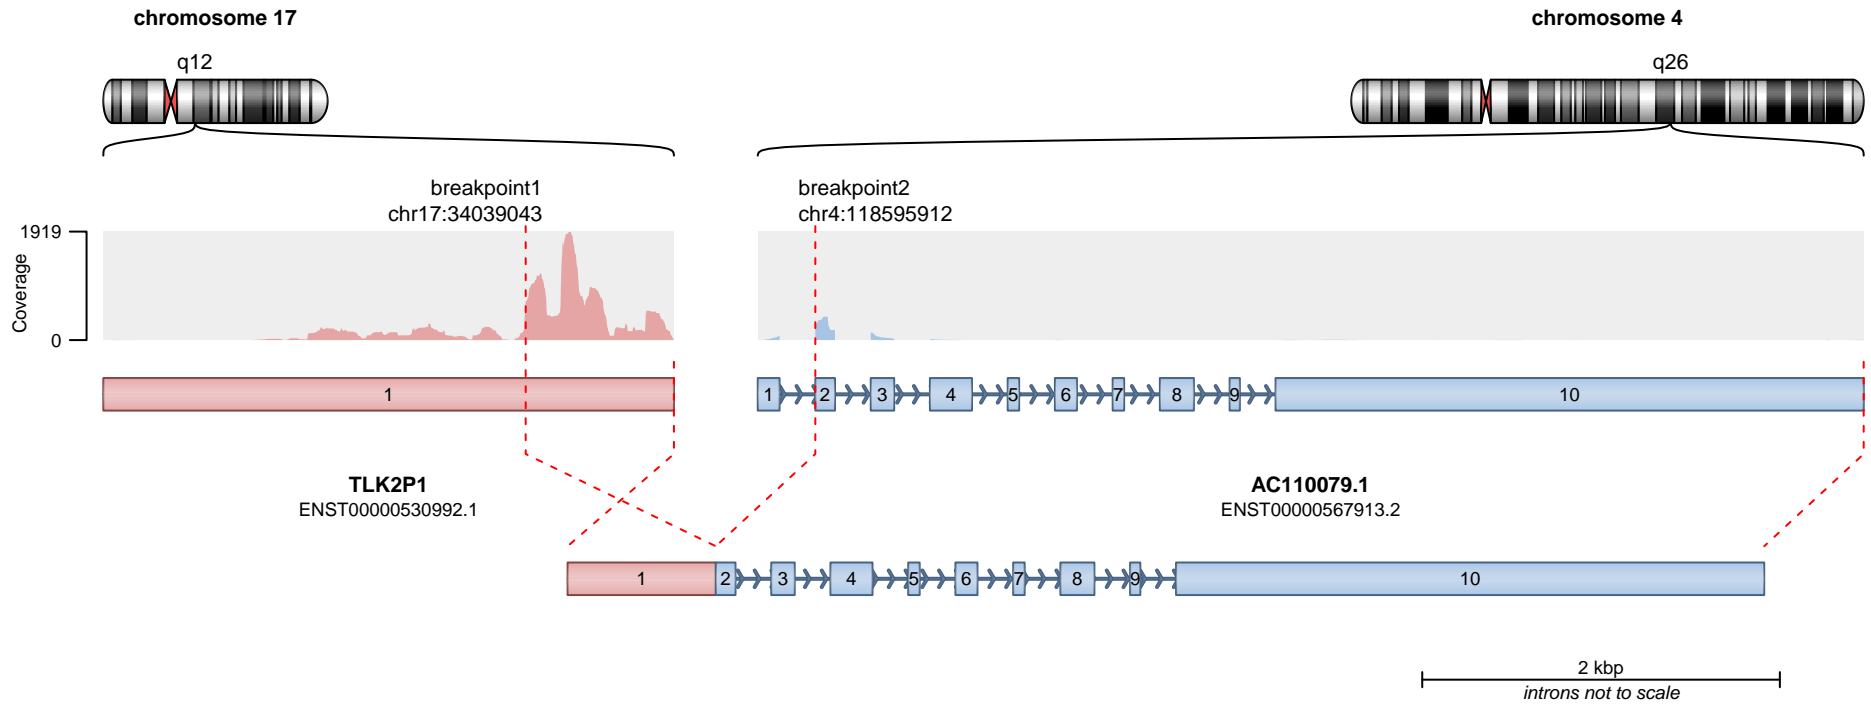 chromosome 17
chromosome 4
q12
q26
breakpoint1
chr17:34039043
breakpoint2
chr4:118595912
1919
0
Coverage
1
1 2 3 4 5 6 7 8 9 10
TLK2P1
ENST00000530992.1
AC110079.1
ENST00000567913.2
1 2 3 4 5 6 7 8 9 10
2 kbp
introns not to scale